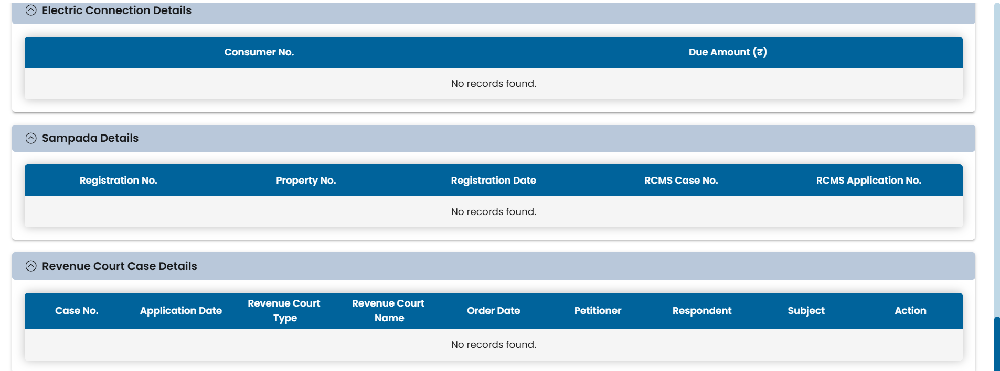 Electric Connection Details
Consumer No. Due Amount (₹)
No records found.
Sampada Details
Registration No. Property No. Registration Date RCMS Case No. RCMS Application No.
No records found.
Revenue Court Case Details
Case No. Application Date Revenue Court Type Revenue Court Name Order Date Petitioner Respondent Subject Action
No records found.